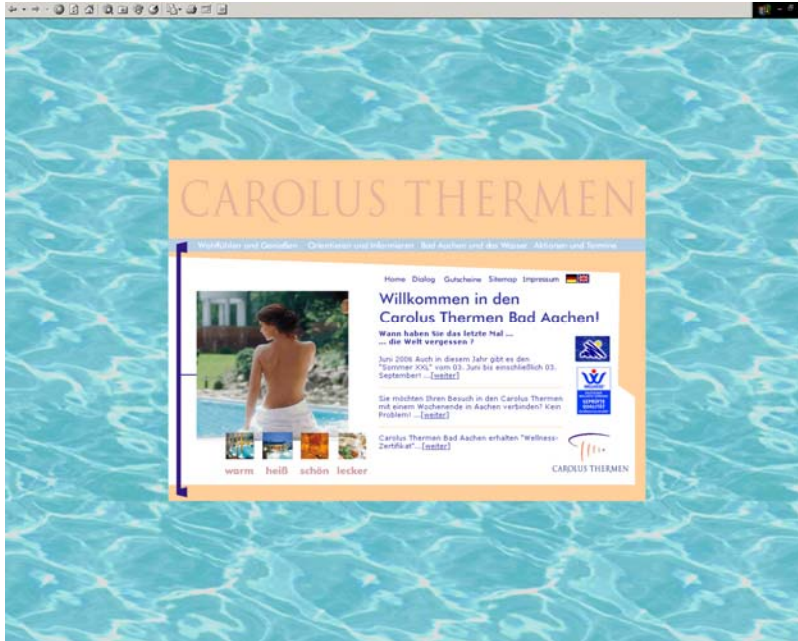 CAROLUS THERMEN
Wohlfühlen und Genießen Orientieren und Informieren Bad Aachen und das Wasser Aktionen und Termine
Home Dialog Gutscheine Sitemap Impressum
Willkommen in den
Carolus Thermen Bad Aachen!
Wann haben Sie das letzte Mal ...
... die Welt vergessen ?
Juni 2006 Auch in diesem Jahr gibt es den
"Sommer XXL" vom 03. Juni bis einschließlich 03.
September! ...[weiter]
Sie möchten Ihren Besuch in den Carolus Thermen
mit einem Wochenende in Aachen verbinden? Kein
Problem! ...[weiter]
Carolus Thermen Bad Aachen erhalten "Wellness-
Zertifikat"...[weiter]
GEPRÜFTE
QUALITÄT
CAROLUS THERMEN
warm heiß schön lecker